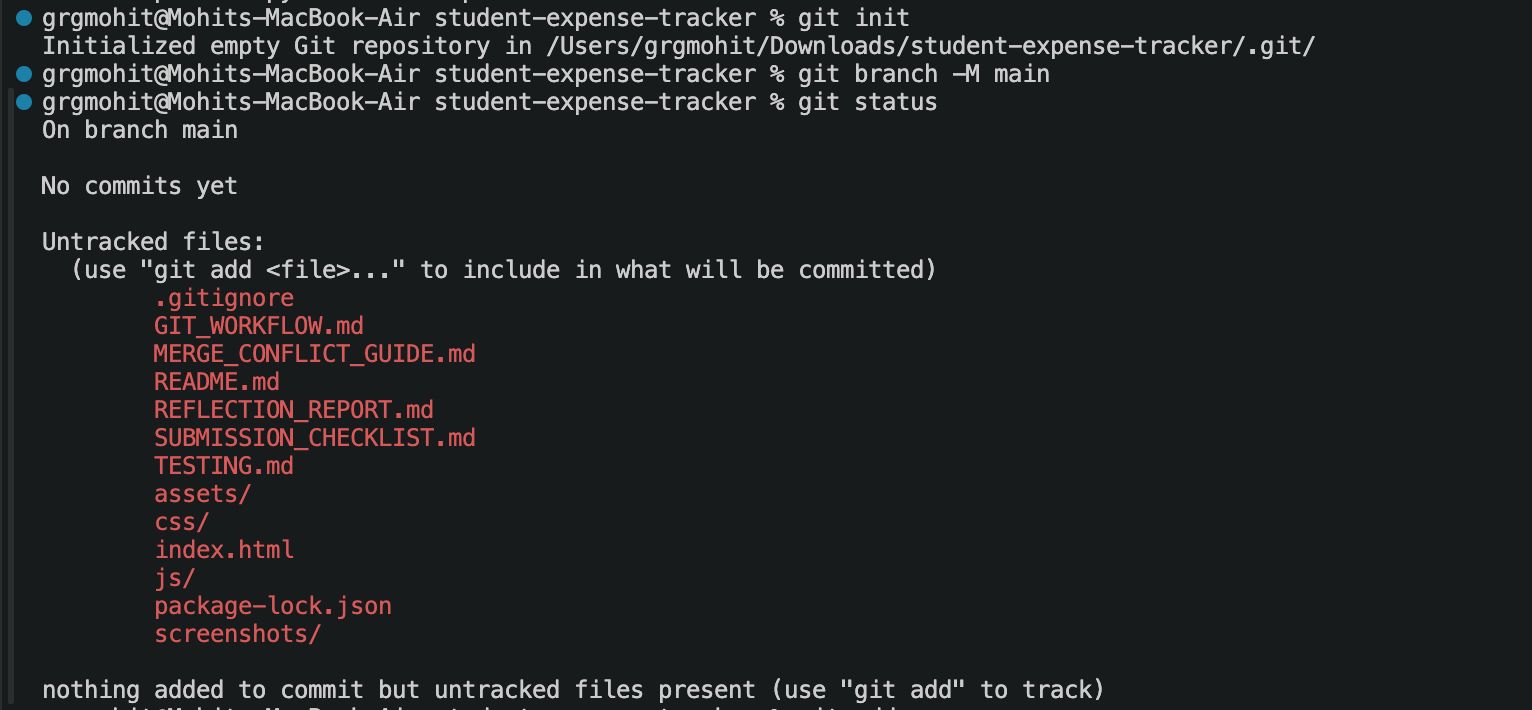 grgmohit@Mohits-MacBook-Air student-expense-tracker % git init
Initialized empty Git repository in /Users/grgmohit/Downloads/student-expense-tracker/.git/
grgmohit@Mohits-MacBook-Air student-expense-tracker % git branch -M main
grgmohit@Mohits-MacBook-Air student-expense-tracker % git status
On branch main
No commits yet
Untracked files:
(use "git add <file>..." to include in what will be committed)
.gitignore
GIT_WORKFLOW.md
MERGE_CONFLICT_GUIDE.md
README.md
REFLECTION_REPORT.md
SUBMISSION_CHECKLIST.md
TESTING.md
assets/
css/
index.html
js/
package-lock.json
screenshots/
nothing added to commit but untracked files present (use "git add" to track)